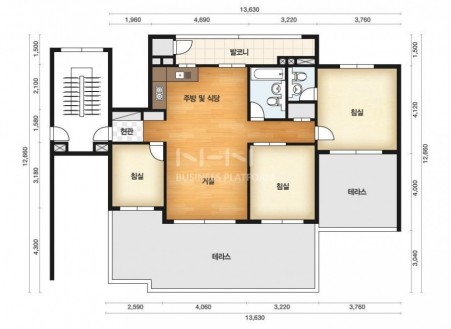 13,630
1,960 4,690 3,220 3,760
1,500
2,100
1,980
3,180
4,300
12,660
발코니
주방 및 식당
침실
현관
NHN
BUSINESS PLATFORM
침실
거실
침실
테라스
테라스
1,500
4,120
4,000
3,040
12,660
2,590 4,060 3,220 3,760
13,630